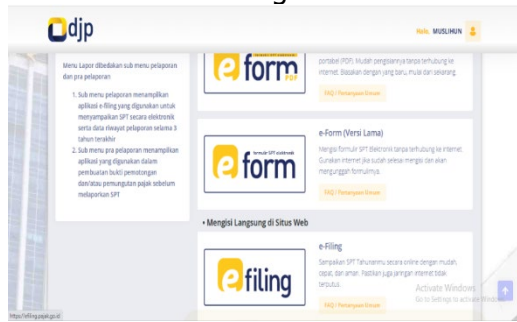 djp
Halo, MUSLIHUN
Menu Lapor dibedakan sub menu pelaporan
dan pra pelaporan
1. Sub menu pelaporan menampilkan
aplikasi e-filing yang digunakan untuk
menyampaikan SPT secara elektronik
serta data riwayat pelaporan selama 3
tahun terakhir
2. Sub menu pra pelaporan menampilkan
aplikasi yang digunakan dalam
pembuatan bukti pemotongan
dan/atau pemungutan pajak sebelum
melaporkan SPT
e form
PDF
portabel (PDF). Mudah pengisiannya tanpa terhubung ke
internet. Biasakan dengan yang baru, mulai dari sekarang.
FAQ / Pertanyaan Umum
formulir SPT elektronik
e form
e-Form (Versi Lama)
Mengisi formulir SPT Elektronik tanpa terhubung ke internet.
Gunakan internet jika sudah selesai mengisi dan akan
mengunggah formulirnya.
FAQ / Pertanyaan Umum
• Mengisi Langsung di Situs Web
e filing
e-Filing
Sampaikan SPT Tahunanmu secara online dengan mudah,
cepat, dan aman. Pastikan juga jaringan internet tidak
terputus.
FAQ / Pertanyaan Umum
Activate Windows
Go to Settings to activate Windows.
https://efiling.pajak.go.id